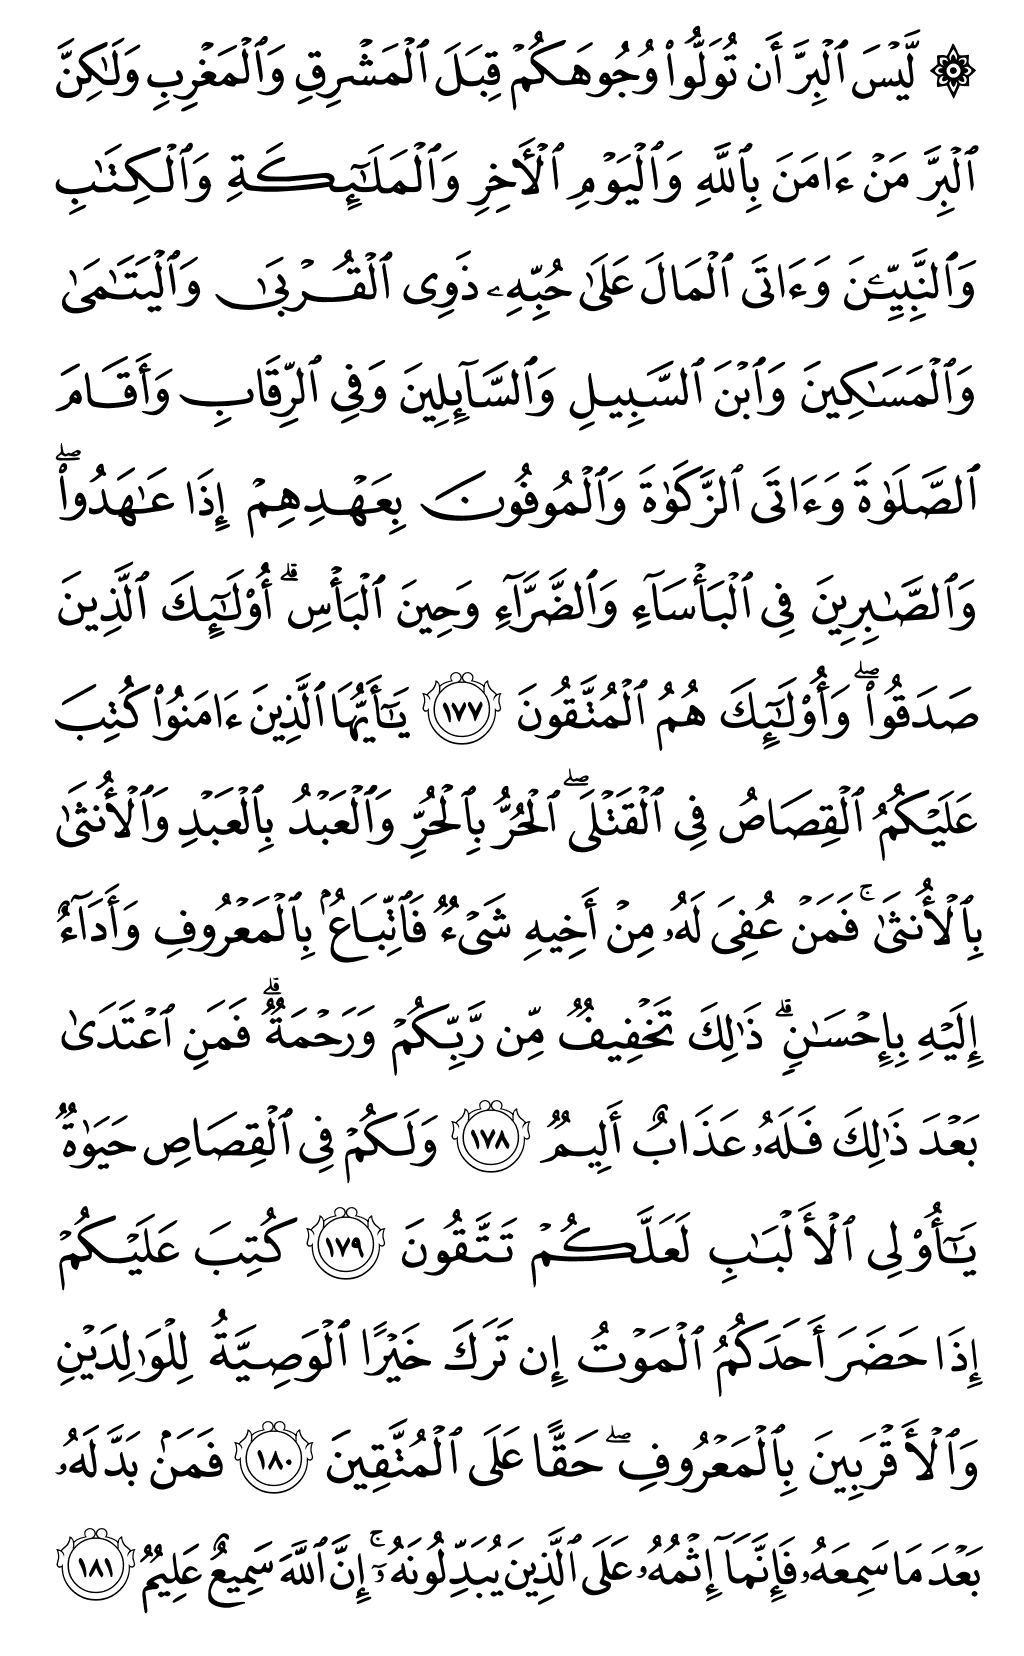 ۞ لَّيْسَ ٱلْبِرَّ أَن تُوَلُّوا۟ وُجُوهَكُمْ قِبَلَ ٱلْمَشْرِقِ وَٱلْمَغْرِبِ وَلَـٰكِنَّ
ٱلْبِرَّ مَنْ ءَامَنَ بِٱللَّهِ وَٱلْيَوْمِ ٱلْـَٔاخِرِ وَٱلْمَلَـٰٓئِكَةِ وَٱلْكِتَـٰبِ
وَٱلنَّبِيِّـۧنَ وَءَاتَى ٱلْمَالَ عَلَىٰ حُبِّهِۦ ذَوِى ٱلْقُرْبَىٰ وَٱلْيَتَـٰمَىٰ
وَٱلْمَسَـٰكِينَ وَٱبْنَ ٱلسَّبِيلِ وَٱلسَّآئِلِينَ وَفِى ٱلرِّقَابِ وَأَقَامَ
ٱلصَّلَوٰةَ وَءَاتَى ٱلزَّكَوٰةَ وَٱلْمُوفُونَ بِعَهْدِهِمْ إِذَا عَـٰهَدُوا۟ ۖ
وَٱلصَّـٰبِرِينَ فِى ٱلْبَأْسَآءِ وَٱلضَّرَّآءِ وَحِينَ ٱلْبَأْسِ ۗ أُو۟لَـٰٓئِكَ ٱلَّذِينَ
صَدَقُوا۟ ۖ وَأُو۟لَـٰٓئِكَ هُمُ ٱلْمُتَّقُونَ ١٧٧ يَـٰٓأَيُّهَا ٱلَّذِينَ ءَامَنُوا۟ كُتِبَ
عَلَيْكُمُ ٱلْقِصَاصُ فِى ٱلْقَتْلَى ۖ ٱلْحُرُّ بِٱلْحُرِّ وَٱلْعَبْدُ بِٱلْعَبْدِ وَٱلْأُنثَىٰ
بِٱلْأُنثَىٰ ۚ فَمَنْ عُفِىَ لَهُۥ مِنْ أَخِيهِ شَىْءٌ فَٱتِّبَاعٌۢ بِٱلْمَعْرُوفِ وَأَدَآءٌ
إِلَيْهِ بِإِحْسَـٰنٍ ۗ ذَٰلِكَ تَخْفِيفٌ مِّن رَّبِّكُمْ وَرَحْمَةٌ ۗ فَمَنِ ٱعْتَدَىٰ
بَعْدَ ذَٰلِكَ فَلَهُۥ عَذَابٌ أَلِيمٌ ١٧٨ وَلَكُمْ فِى ٱلْقِصَاصِ حَيَوٰةٌ
يَـٰٓأُو۟لِى ٱلْأَلْبَـٰبِ لَعَلَّكُمْ تَتَّقُونَ ١٧٩ كُتِبَ عَلَيْكُمْ
إِذَا حَضَرَ أَحَدَكُمُ ٱلْمَوْتُ إِن تَرَكَ خَيْرًا ٱلْوَصِيَّةُ لِلْوَٰلِدَيْنِ
وَٱلْأَقْرَبِينَ بِٱلْمَعْرُوفِ ۖ حَقًّا عَلَى ٱلْمُتَّقِينَ ١٨٠ فَمَنۢ بَدَّلَهُۥ
بَعْدَ مَا سَمِعَهُۥ فَإِنَّمَآ إِثْمُهُۥ عَلَى ٱلَّذِينَ يُبَدِّلُونَهُۥٓ ۚ إِنَّ ٱللَّهَ سَمِيعٌ عَلِيمٌ ١٨١